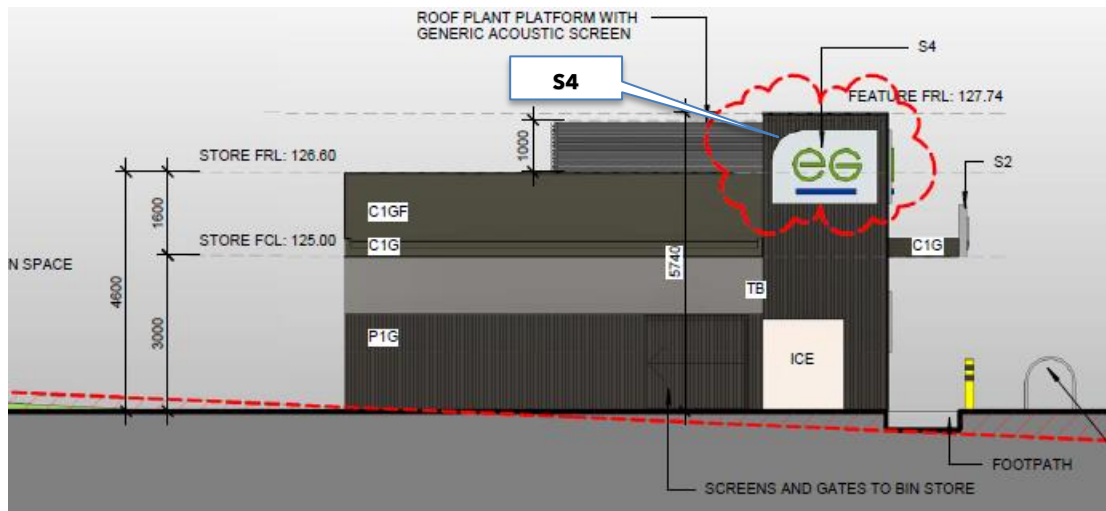 ROOF PLANT PLATFORM WITH
GENERIC ACOUSTIC SCREEN
S4
S4
FEATURE FRL: 127.74
1000
STORE FRL: 126.60
eG
S2
1600
C1GF
STORE FCL: 125.00
C1G
C1G
N SPACE
5740
4600
TB
3000
P1G
ICE
FOOTPATH
SCREENS AND GATES TO BIN STORE